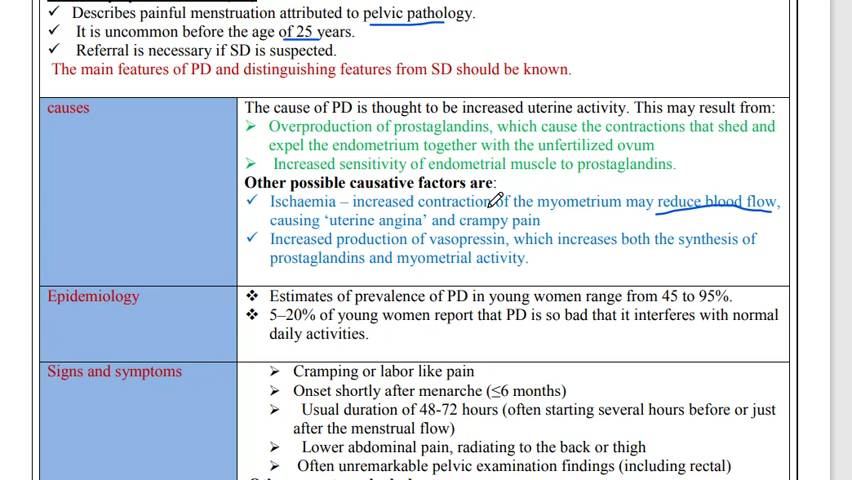 ✓ Describes painful menstruation attributed to pelvic pathology.
✓ It is uncommon before the age of 25 years.
✓ Referral is necessary if SD is suspected.
The main features of PD and distinguishing features from SD should be known.
causes
The cause of PD is thought to be increased uterine activity. This may result from:
➢ Overproduction of prostaglandins, which cause the contractions that shed and
expel the endometrium together with the unfertilized ovum
➢ Increased sensitivity of endometrial muscle to prostaglandins.
Other possible causative factors are:
✓ Ischaemia – increased contraction of the myometrium may reduce blood flow,
causing ‘uterine angina’ and crampy pain
✓ Increased production of vasopressin, which increases both the synthesis of
prostaglandins and myometrial activity.
Epidemiology
❖ Estimates of prevalence of PD in young women range from 45 to 95%.
❖ 5–20% of young women report that PD is so bad that it interferes with normal
daily activities.
Signs and symptoms
➢ Cramping or labor like pain
➢ Onset shortly after menarche (≤6 months)
➢ Usual duration of 48-72 hours (often starting several hours before or just
after the menstrual flow)
➢ Lower abdominal pain, radiating to the back or thigh
➢ Often unremarkable pelvic examination findings (including rectal)